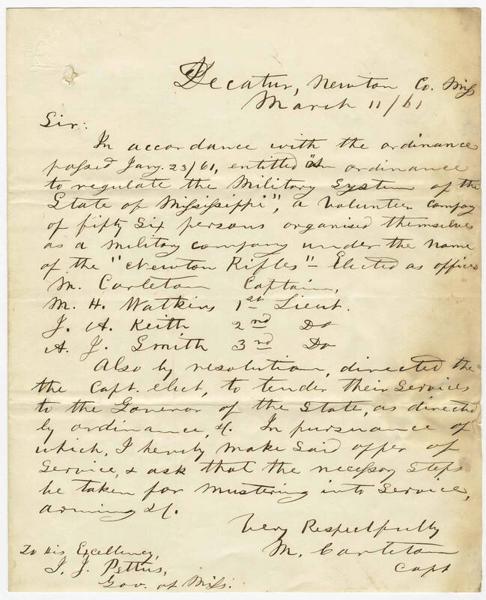 Decatur, Newton Co. Miss
March 11/61
Sir:
In accordance with the ordinance
passed Jany. 23/61, entitled "An ordinance
to regulate the Military System of the
State of Mississippi", a volunteer company
of fifty six persons organised themselves
as a military company under the name
of the "Newton Rifles" - Elected as officers
M. Carleton Captain,
M. H. Watkins 1st Lieut.
J. A. Keith 2nd Do
A. J. Smith 3rd Do
Also by resolution, directed the
the Capt. elect, to tender their Services
to the Govenor of the State, as directed
by ordinance, &c. In pursuance of
which, I hereby make said offer of
Service, & ask that the necessary Steps
be taken for mustering into Service,
arming &c.
Very Respectfully
M. Carleton
Capt
To his Excellency,
J. J. Pettus,
Gov. of Miss.